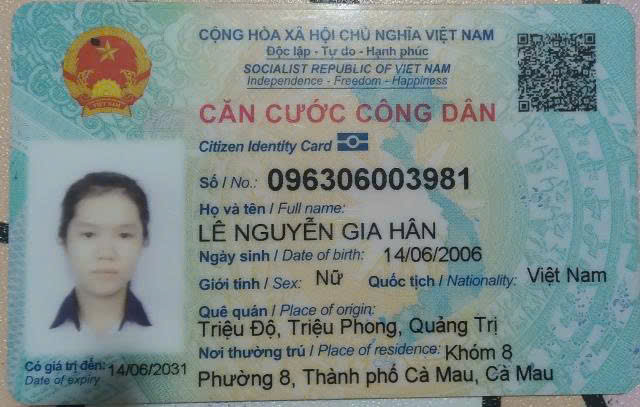 CỘNG HÒA XÃ HỘI CHỦ NGHĨA VIỆT NAM
Độc lập - Tự do - Hạnh phúc
SOCIALIST REPUBLIC OF VIET NAM
Independence - Freedom - Happiness
CĂN CƯỚC CÔNG DÂN
Citizen Identity Card
Số / No.: 096306003981
Họ và tên / Full name:
LÊ NGUYỄN GIA HÂN
Ngày sinh / Date of birth: 14/06/2006
Giới tính / Sex: Nữ Quốc tịch / Nationality: Việt Nam
Quê quán / Place of origin:
Triệu Độ, Triệu Phong, Quảng Trị
Nơi thường trú / Place of residence: Khóm 8
Phường 8, Thành phố Cà Mau, Cà Mau
Có giá trị đến: 14/06/2031
Date of expiry
VIỆT NAM